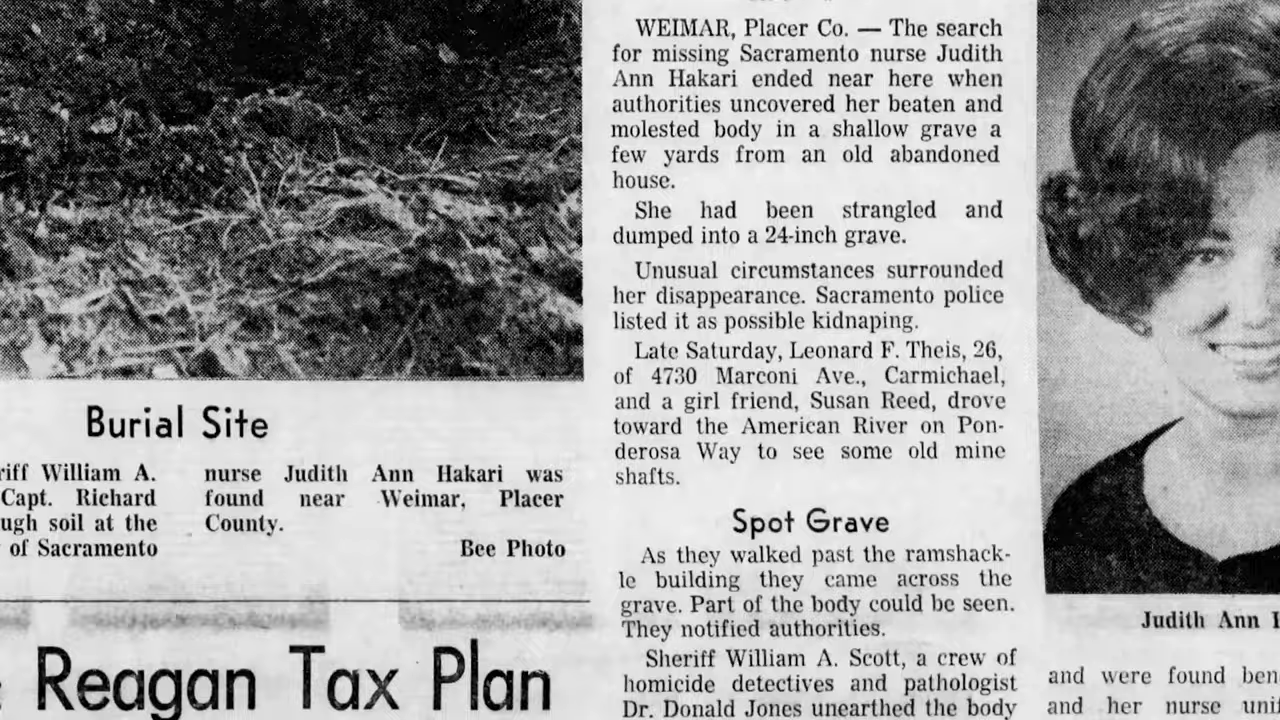 Burial Site
riff William A.
Capt. Richard
ugh soil at the
of Sacramento
nurse Judith Ann Hakari was
found near Weimar, Placer
County.
Bee Photo
Reagan Tax Plan
WEIMAR, Placer Co. — The search
for missing Sacramento nurse Judith
Ann Hakari ended near here when
authorities uncovered her beaten and
molested body in a shallow grave a
few yards from an old abandoned
house.
She had been strangled and
dumped into a 24-inch grave.
Unusual circumstances surrounded
her disappearance. Sacramento police
listed it as possible kidnaping.
Late Saturday, Leonard F. Theis, 26,
of 4730 Marconi Ave., Carmichael,
and a girl friend, Susan Reed, drove
toward the American River on Pon-
derosa Way to see some old mine
shafts.
Spot Grave
As they walked past the ramshack-
le building they came across the
grave. Part of the body could be seen.
They notified authorities.
Sheriff William A. Scott, a crew of
homicide detectives and pathologist
Dr. Donald Jones unearthed the body
Judith Ann
and were found ben
and her nurse uni